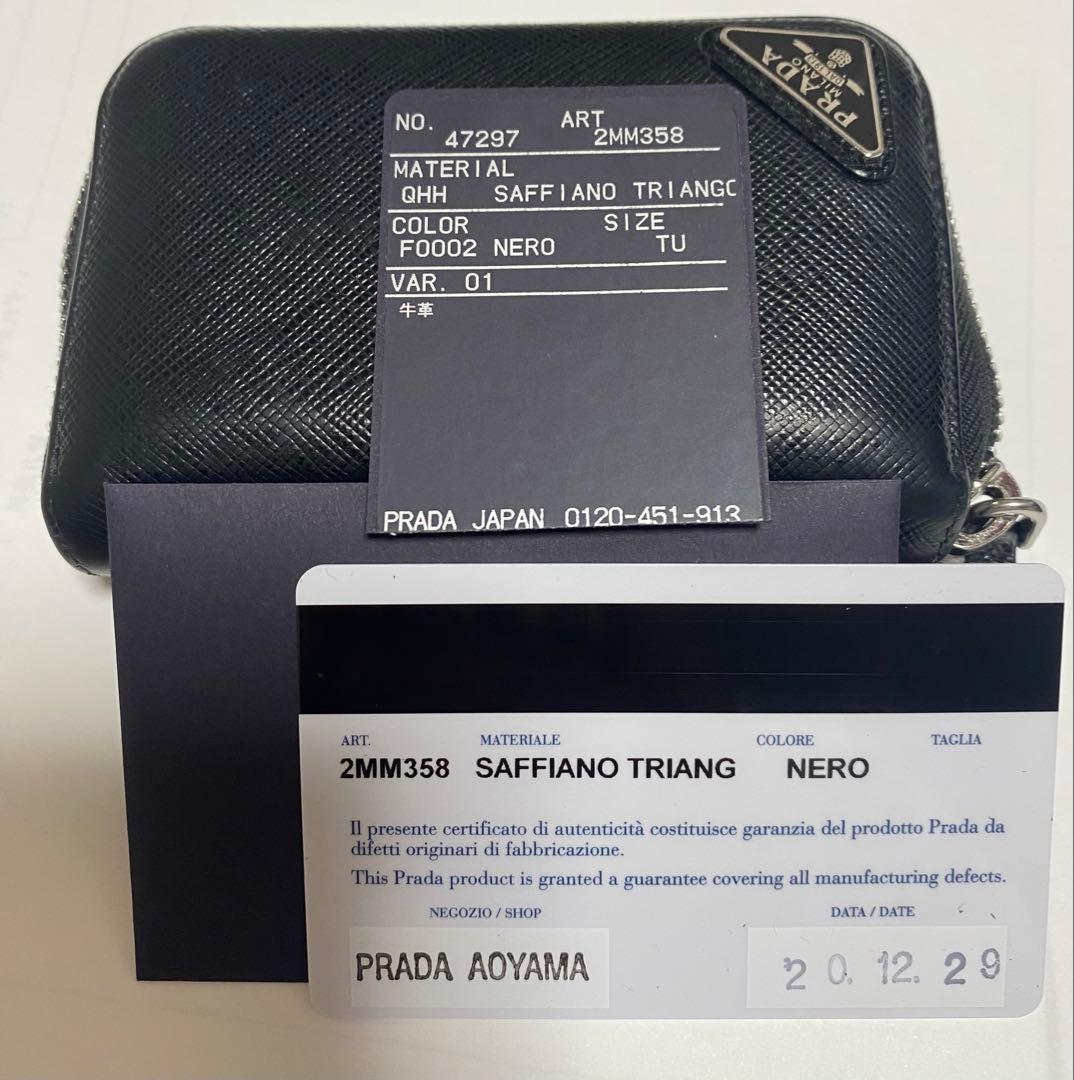 PRADA
MILANO
DAL 1913
NO. ART
47297 2MM358
MATERIAL
QHH SAFFIANO TRIANGO
COLOR SIZE
F0002 NERO TU
VAR. 01
牛革
PRADA JAPAN 0120-451-913
ART. MATERIALE COLORE TAGLIA
2MM358 SAFFIANO TRIANG NERO
Il presente certificato di autenticità costituisce garanzia del prodotto Prada da
difetti originari di fabbricazione.
This Prada product is granted a guarantee covering all manufacturing defects.
NEGOZIO / SHOP DATA / DATE
PRADA AOYAMA 20.12.29